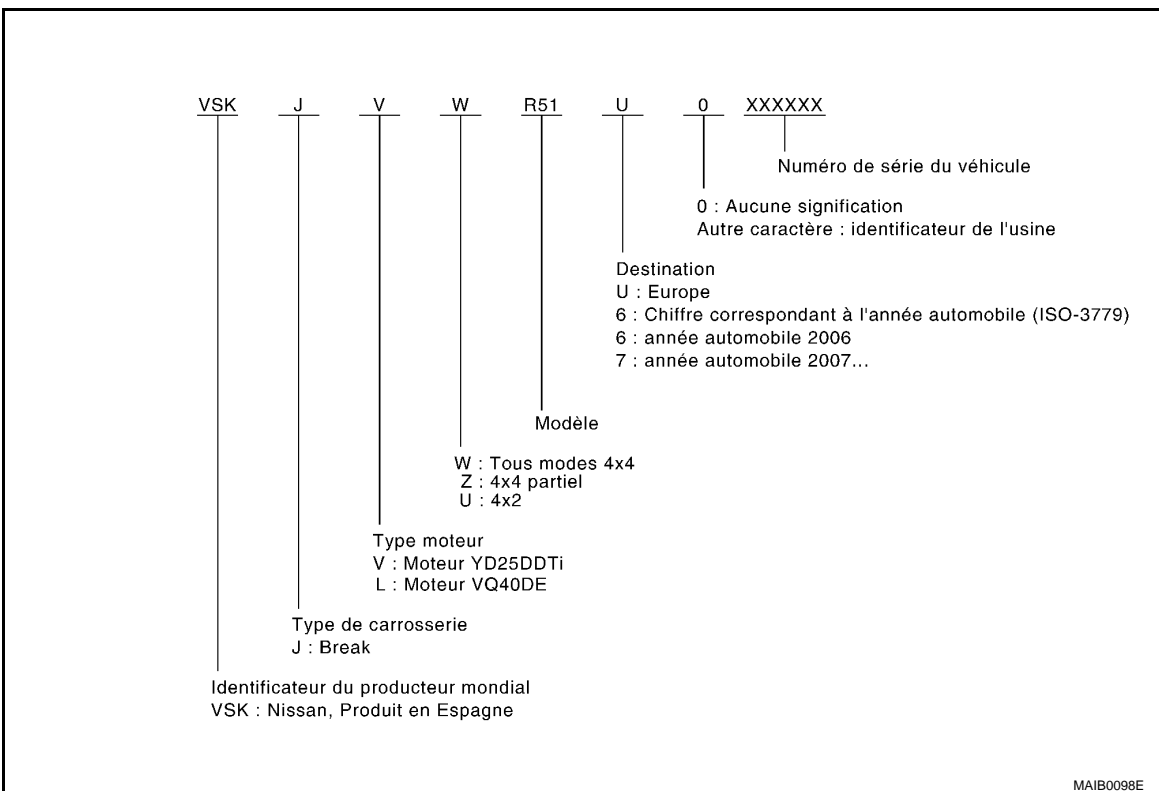 VSK J V W R51 U 0 XXXXXX
Numéro de série du véhicule
0 : Aucune signification
Autre caractère : identificateur de l'usine
Destination
U : Europe
6 : Chiffre correspondant à l'année automobile (ISO-3779)
6 : année automobile 2006
7 : année automobile 2007...
Modèle
W : Tous modes 4x4
Z : 4x4 partiel
U : 4x2
Type moteur
V : Moteur YD25DDTi
L : Moteur VQ40DE
Type de carrosserie
J : Break
Identificateur du producteur mondial
VSK : Nissan, Produit en Espagne
MAIB0098E